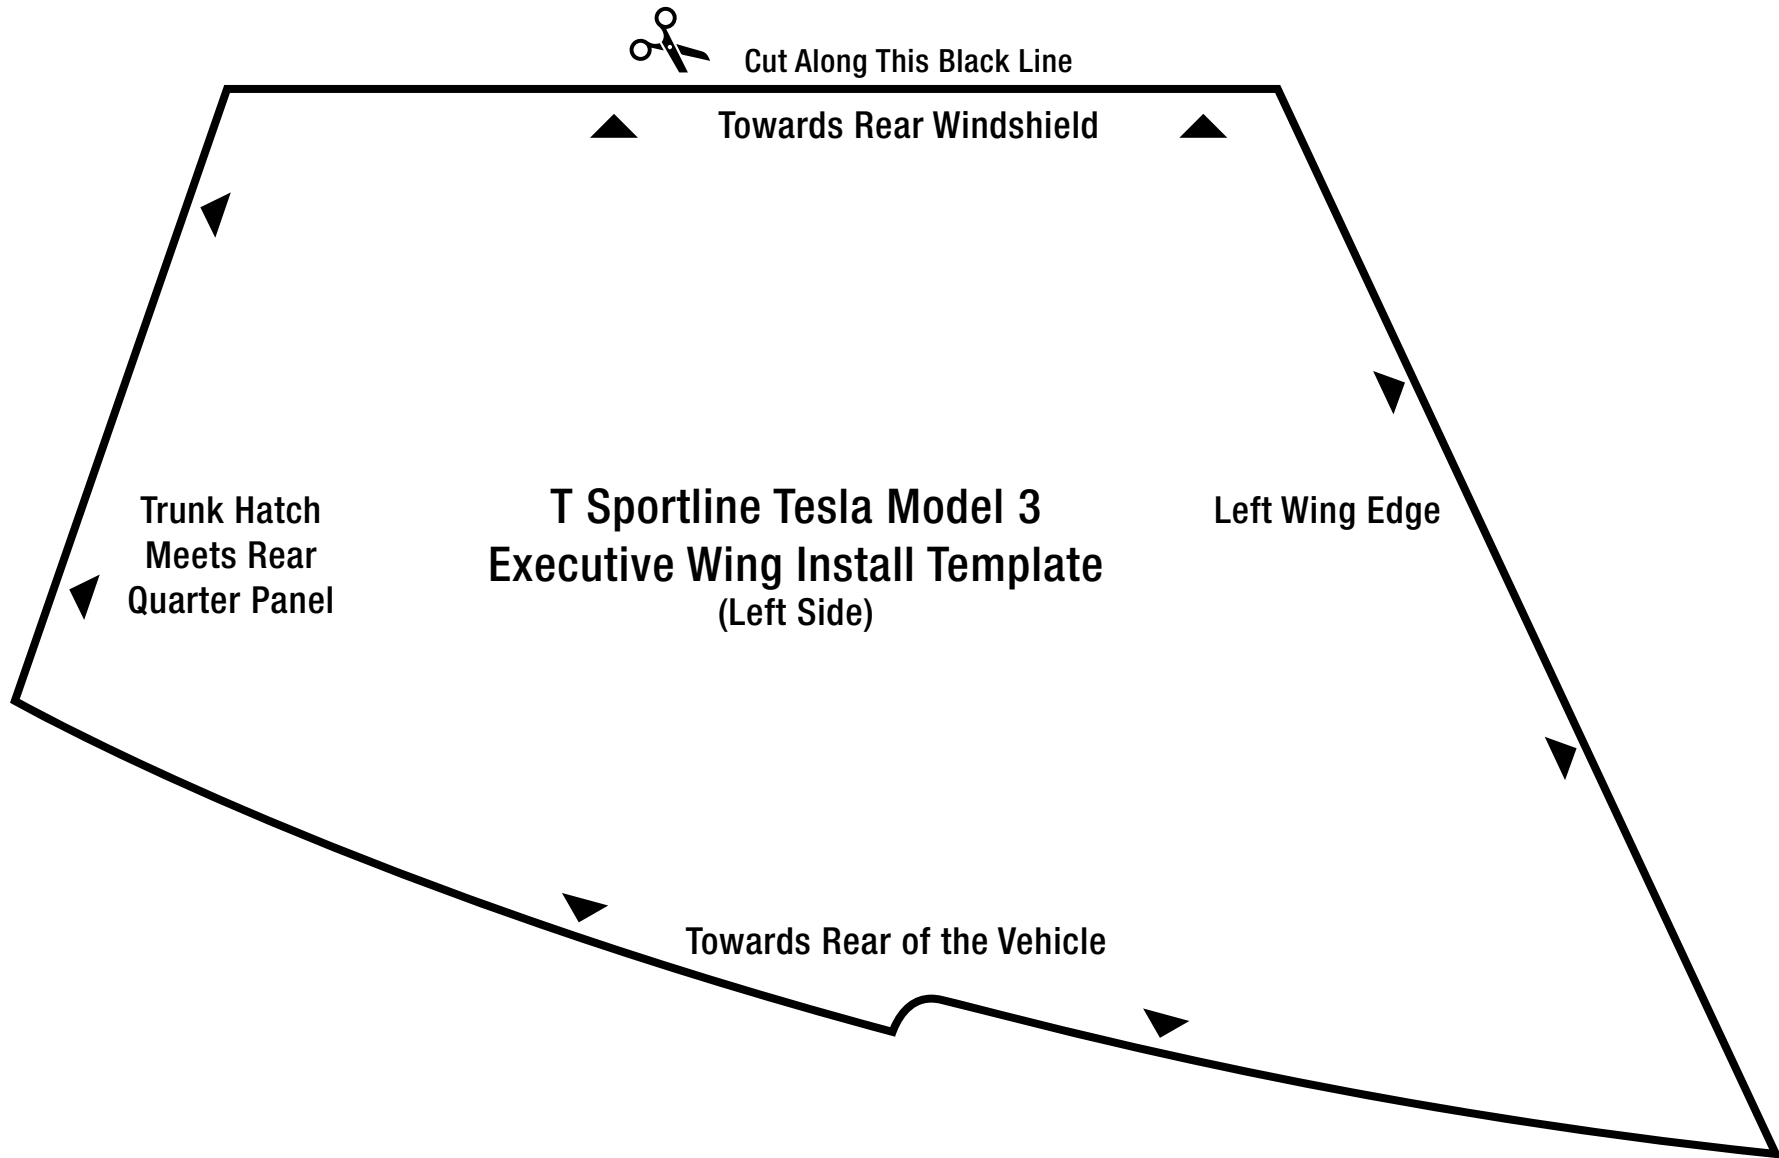 Cut Along This Black Line
Towards Rear Windshield
Trunk Hatch
Meets Rear
Quarter Panel
T Sportline Tesla Model 3
Executive Wing Install Template
(Left Side)
Left Wing Edge
Towards Rear of the Vehicle